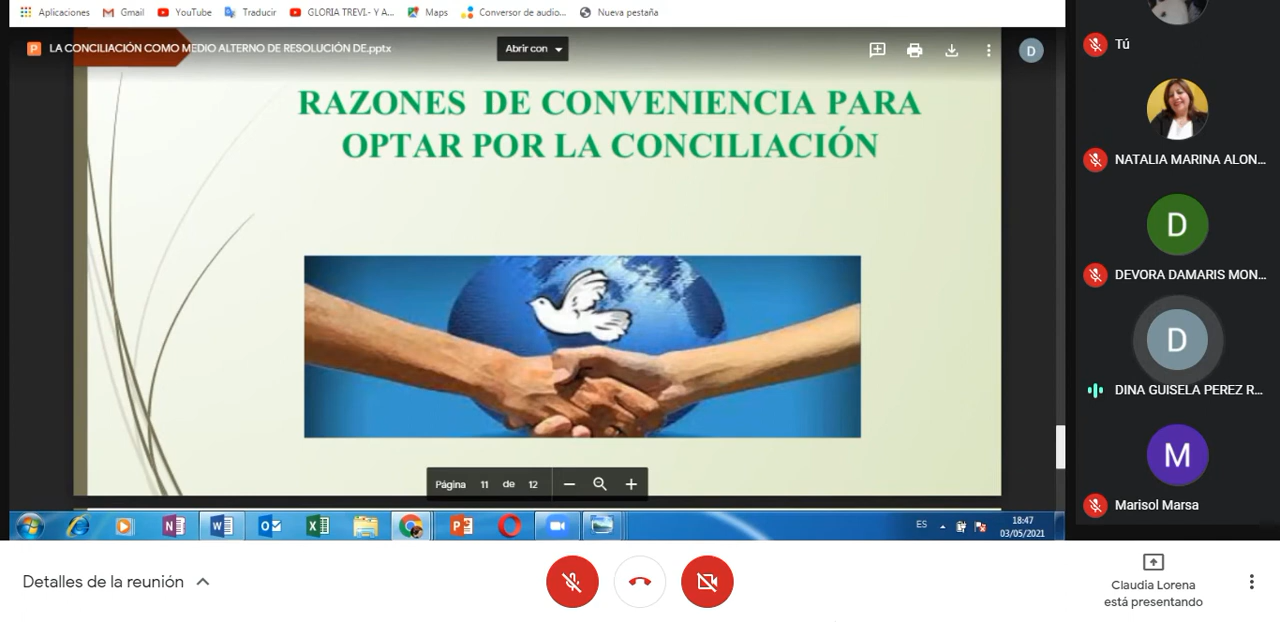 Aplicaciones Gmail YouTube Traducir GLORIA TREVI.- Y A... Maps Conversor de audio... Nueva pestaña
P LA CONCILIACIÓN COMO MEDIO ALTERNO DE RESOLUCIÓN DE.pptx Abrir con D
RAZONES DE CONVENIENCIA PARA
OPTAR POR LA CONCILIACIÓN
Página 11 de 12
ES
18:47
03/05/2021
Tú
NATALIA MARINA ALON...
D
DEVORA DAMARIS MON...
D
DINA GUISELA PEREZ R...
M
Marisol Marsa
Detalles de la reunión
Claudia Lorena
está presentando